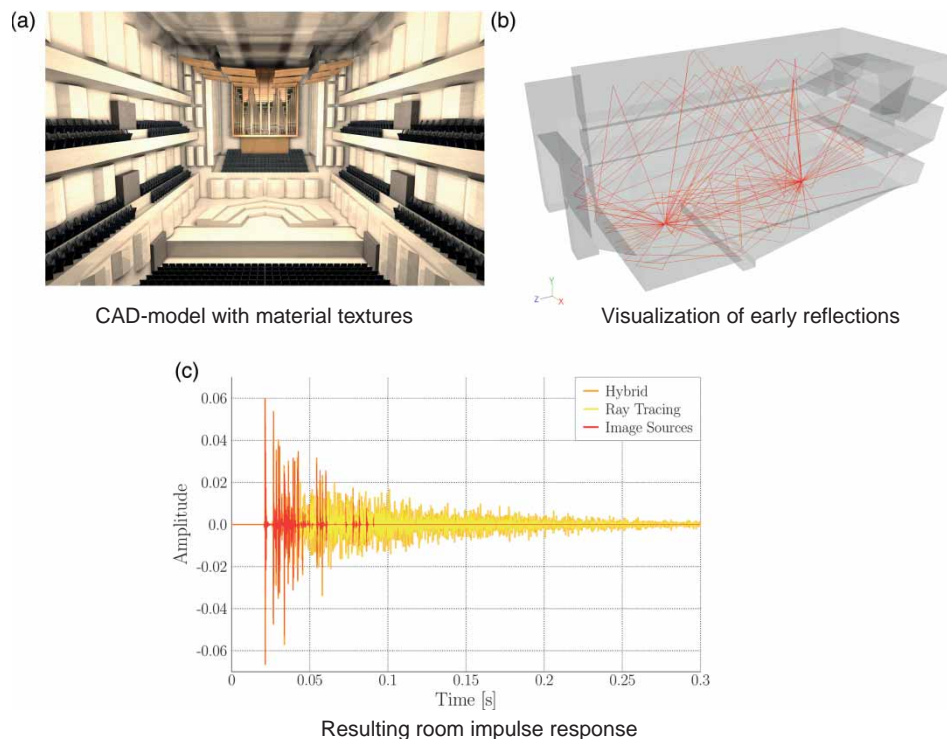 (a)
(b)
CAD-model with material textures
Y
Z
X
Visualization of early reflections
(c)
0.06
0.04
0.02
0.0
-0.02
-0.04
-0.06
Amplitude
Hybrid
Ray Tracing
Image Sources
0
0.05
0.1
0.15
0.2
0.25
0.3
Time [s]
Resulting room impulse response